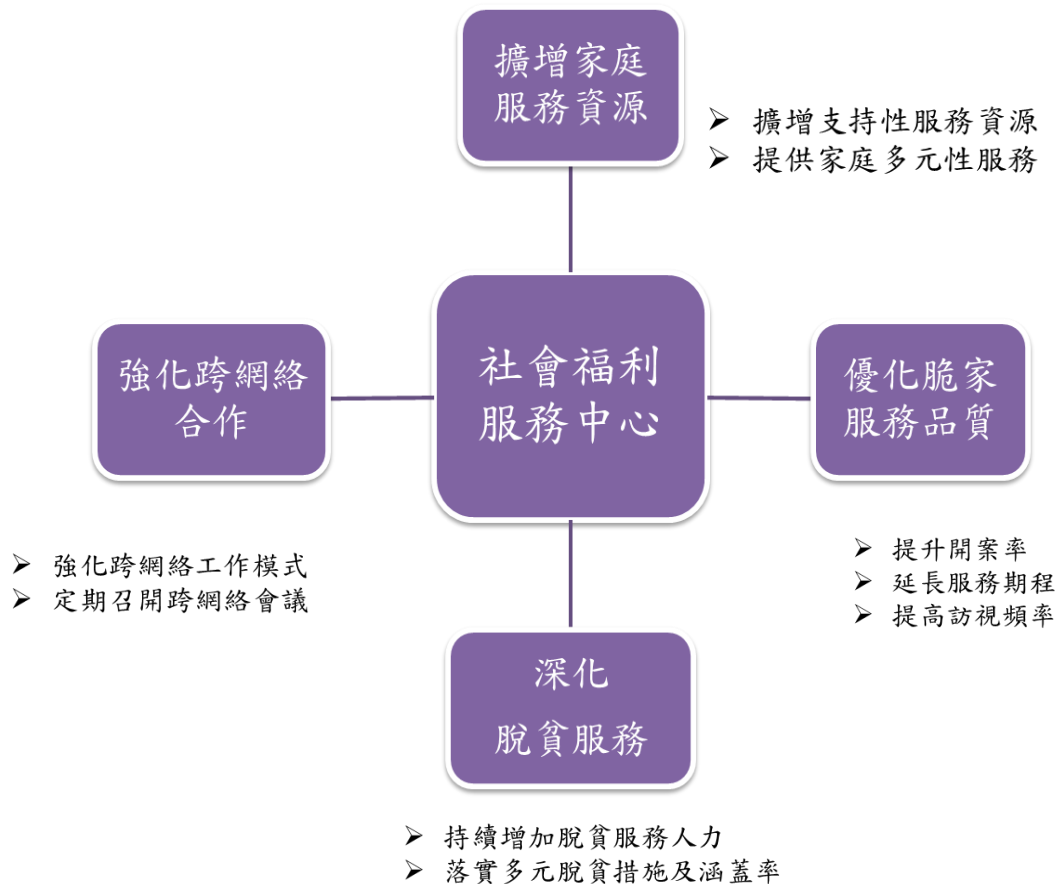 擴增家庭
服務資源
➢ 擴增支持性服務資源
➢ 提供家庭多元性服務
強化跨網絡
合作
社會福利
服務中心
優化脆家
服務品質
➢ 強化跨網絡工作模式
➢ 定期召開跨網絡會議
➢ 提升開案率
➢ 延長服務期程
➢ 提高訪視頻率
深化
脫貧服務
➢ 持續增加脫貧服務人力
➢ 落實多元脫貧措施及涵蓋率